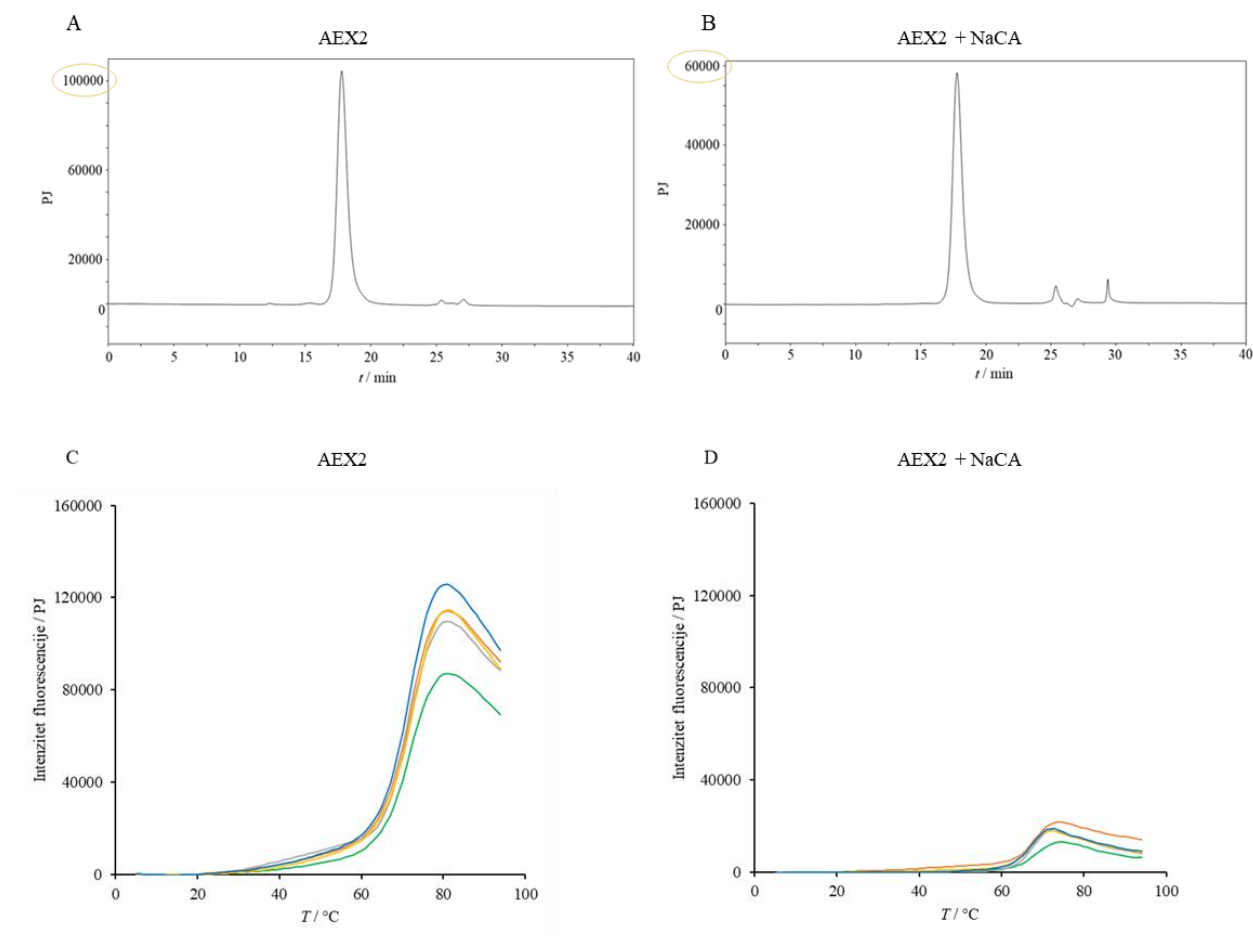 A
AEX2
100000
60000
20000
0
PJ
0 5 10 15 20 25 30 35 40
t / min
B
AEX2 + NaCA
60000
40000
20000
0
PJ
0 5 10 15 20 25 30 35 40
t / min
C
AEX2
160000
120000
80000
40000
0
Intenzitet fluorescencije / PJ
0 20 40 60 80 100
T / °C
D
AEX2 + NaCA
160000
120000
80000
40000
0
Intenzitet fluorescencije / PJ
0 20 40 60 80 100
T / °C